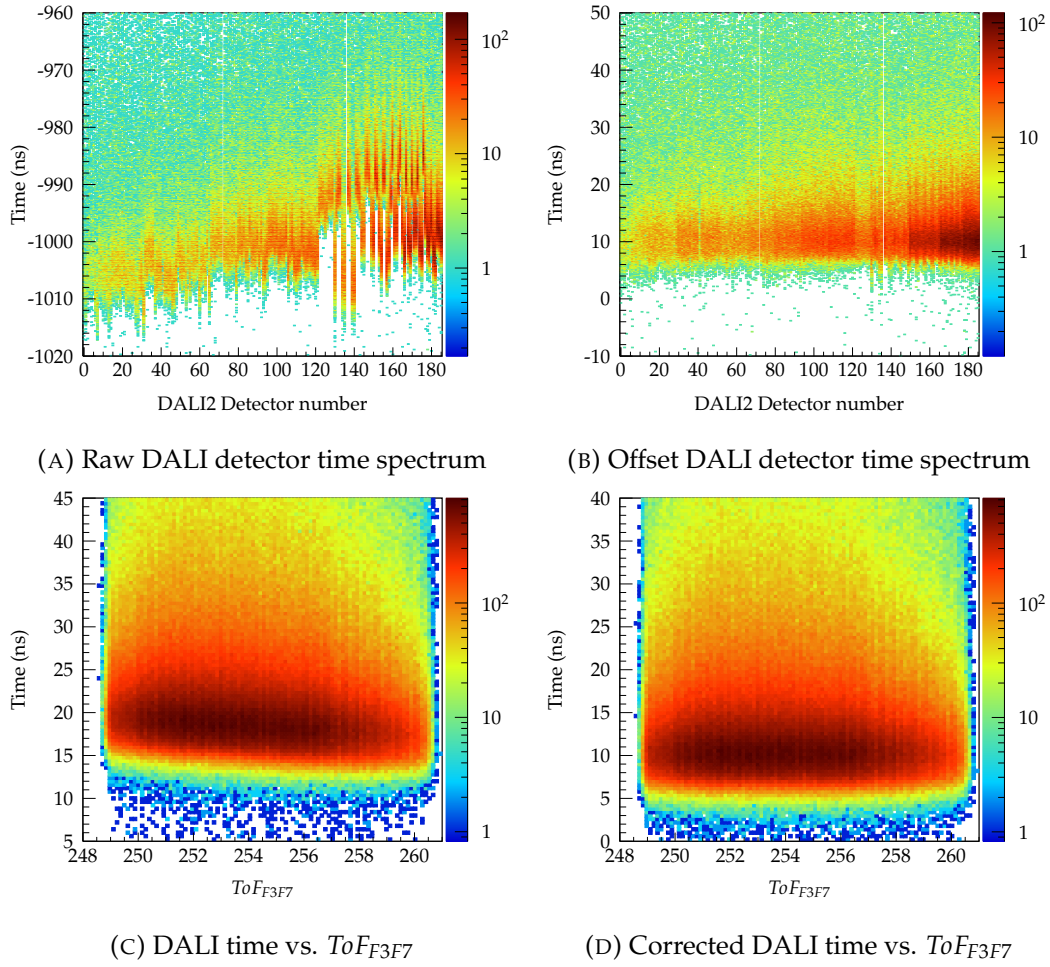 -960
-970
-980
-990
-1000
-1010
-1020
Time (ns)
0 20 40 60 80 100 120 140 160 180
DALI2 Detector number
10²
10
1
(A) Raw DALI detector time spectrum
50
40
30
20
10
0
-10
Time (ns)
0 20 40 60 80 100 120 140 160 180
DALI2 Detector number
10²
10
1
(B) Offset DALI detector time spectrum
45
40
35
30
25
20
15
10
5
Time (ns)
248 250 252 254 256 258 260
ToF_F3F7
10²
10
1
(C) DALI time vs. ToF_F3F7
40
35
30
25
20
15
10
5
0
Time (ns)
248 250 252 254 256 258 260
ToF_F3F7
10²
10
1
(D) Corrected DALI time vs. ToF_F3F7